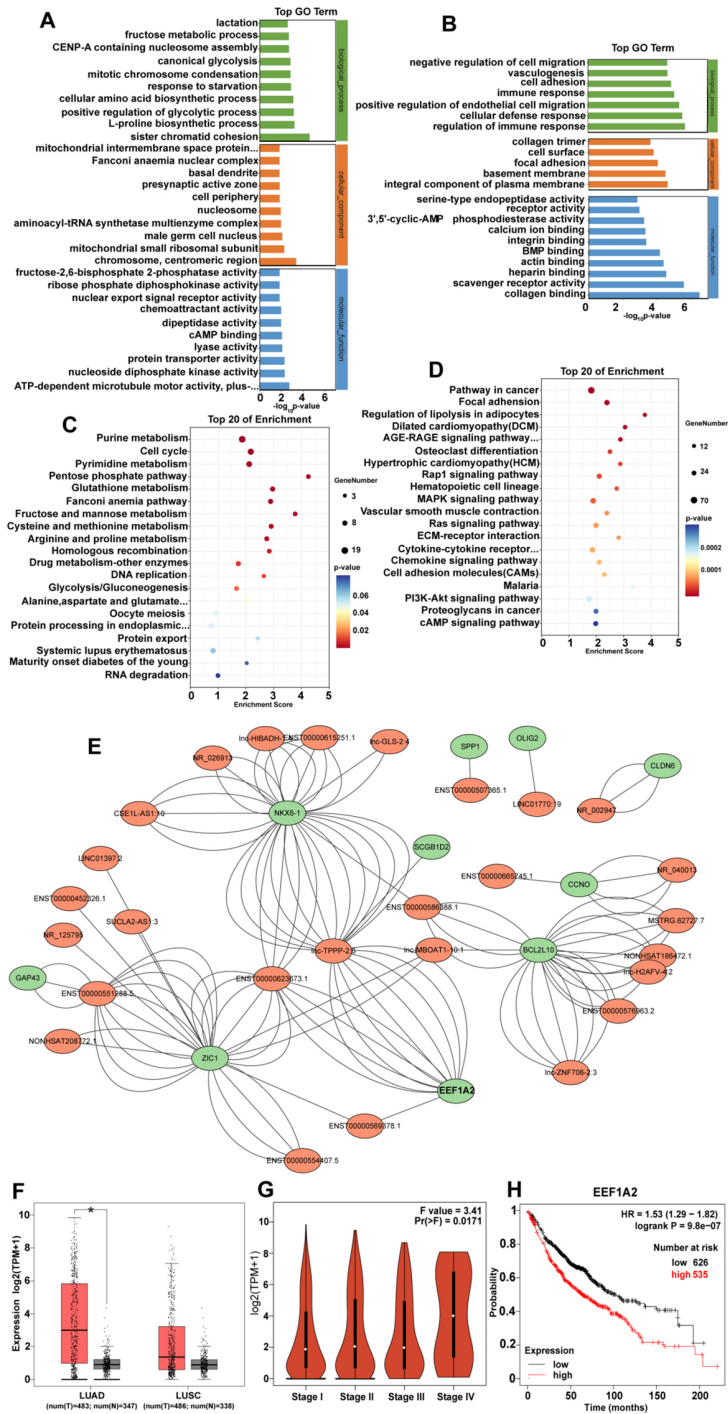 A
Top GO Term
lactation
fructose metabolic process
CENP-A containing nucleosome assembly
canonical glycolysis
mitotic chromosome condensation
response to starvation
cellular amino acid biosynthetic process
positive regulation of glycolytic process
L-proline biosynthetic process
sister chromatid cohesion
biological_process
mitochondrial intermembrane space protein...
Fanconi anaemia nuclear complex
basal dendrite
presynaptic active zone
cell periphery
nucleosome
aminoacyl-tRNA synthetase multienzyme complex
male germ cell nucleus
mitochondrial small ribosomal subunit
chromosome, centromeric region
cellular_component
fructose-2,6-bisphosphate 2-phosphatase activity
ribose phosphate diphosphokinase activity
nuclear export signal receptor activity
chemoattractant activity
dipeptidase activity
cAMP binding
lyase activity
protein transporter activity
nucleoside diphosphate kinase activity
ATP-dependent microtubule motor activity, plus-...
molecular_function
0 2 4 6
-log10p-value
B
Top GO Term
negative regulation of cell migration
vasculogenesis
cell adhesion
immune response
positive regulation of endothelial cell migration
cellular defense response
regulation of immune response
biological_process
collagen trimer
cell surface
focal adhesion
basement membrane
integral component of plasma membrane
cellular_component
serine-type endopeptidase activity
receptor activity
3',5'-cyclic-AMP phosphodiesterase activity
calcium ion binding
integrin binding
BMP binding
actin binding
heparin binding
scavenger receptor activity
collagen binding
molecular_function
0 2 4 6
-log10p-value
C
Top 20 of Enrichment
Purine metabolism
Cell cycle
Pyrimidine metabolism
Pentose phosphate pathway
Glutathione metabolism
Fanconi anemia pathway
Fructose and mannose metabolism
Cysteine and methionine metabolism
Arginine and proline metabolism
Homologous recombination
Drug metabolism-other enzymes
DNA replication
Glycolysis/Gluconeogenesis
Alanine,aspartate and glutamate...
Oocyte meiosis
Protein processing in endoplasmic...
Protein export
Systemic lupus erythematosus
Maturity onset diabetes of the young
RNA degradation
0 1 2 3 4 5
Enrichment Score
GeneNumber
3
8
19
p-value
0.06
0.04
0.02
D
Top 20 of Enrichment
Pathway in cancer
Focal adhesion
Regulation of lipolysis in adipocytes
Dilated cardiomyopathy(DCM)
AGE-RAGE signaling pathway...
Osteoclast differentiation
Hypertrophic cardiomyopathy(HCM)
Rap1 signaling pathway
Hematopoietic cell lineage
MAPK signaling pathway
Vascular smooth muscle contraction
Ras signaling pathway
ECM-receptor interaction
Cytokine-cytokine receptor...
Chemokine signaling pathway
Cell adhesion molecules(CAMs)
Malaria
PI3K-Akt signaling pathway
Proteoglycans in cancer
cAMP signaling pathway
0 1 2 3 4 5
Enrichment Score
GeneNumber
12
24
70
p-value
0.0002
0.0001
E
lnc-HIBADH-
ENST00000615251.1
lnc-GLS-2:4
NR_026913
CSE1L-AS1:10
NKX6-1
SPP1
OLIG2
CLDN6
ENST00000507365.1
LINC01770:19
NR_002947
LINC01397:2
SCGB1D2
ENST00000452326.1
SUCLA2-AS1:3
NR_125795
ENST00000665745.1
CCNO
NR_040013
ENST00000586388.1
MSTRG.62727.7
lnc-TPPP-2:6
lnc-MBOAT1-10:1
BCL2L10
NONHSAT186472.1
lnc-H2AFV-4:2
GAP43
ENST00000551288.5
ENST00000623673.1
ENST00000576963.2
NONHSAT208772.1
ZIC1
lnc-ZNF706-2:3
EEF1A2
ENST00000569378.1
ENST00000554407.5
F
Expression log2(TPM+1)
10
8
6
4
2
0
*
LUAD
(num(T)=483; num(N)=347)
LUSC
(num(T)=486; num(N)=338)
G
log2(TPM+1)
10
8
6
4
2
0
F value = 3.41
Pr(>F) = 0.0171
Stage I Stage II Stage III Stage IV
H
EEF1A2
HR = 1.53 (1.29 − 1.82)
logrank P = 9.8e−07
Number at risk
low 626
high 535
Probability
1.0
0.8
0.6
0.4
0.2
0
Expression
low
high
0 50 100 150 200
Time (months)